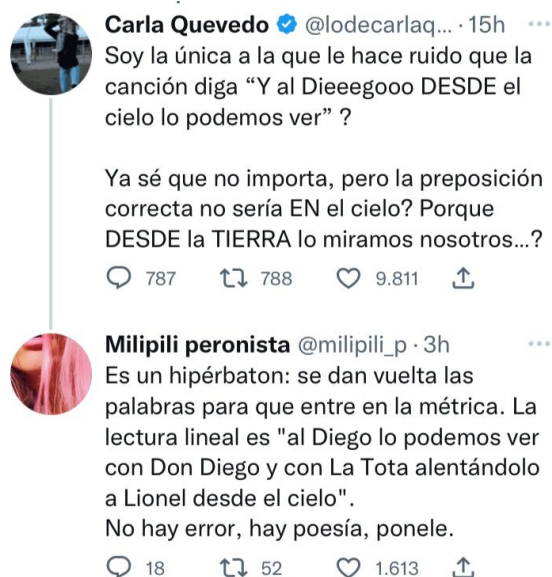 Carla Quevedo @lodecarlaq... · 15h
Soy la única a la que le hace ruido que la
canción diga “Y al Dieeegooo DESDE el
cielo lo podemos ver” ?
Ya sé que no importa, pero la preposición
correcta no sería EN el cielo? Porque
DESDE la TIERRA lo miramos nosotros...?
787 788 9.811
Milipili peronista @milipili_p · 3h
Es un hipérbaton: se dan vuelta las
palabras para que entre en la métrica. La
lectura lineal es "al Diego lo podemos ver
con Don Diego y con La Tota alentándolo
a Lionel desde el cielo".
No hay error, hay poesía, ponele.
18 52 1.613